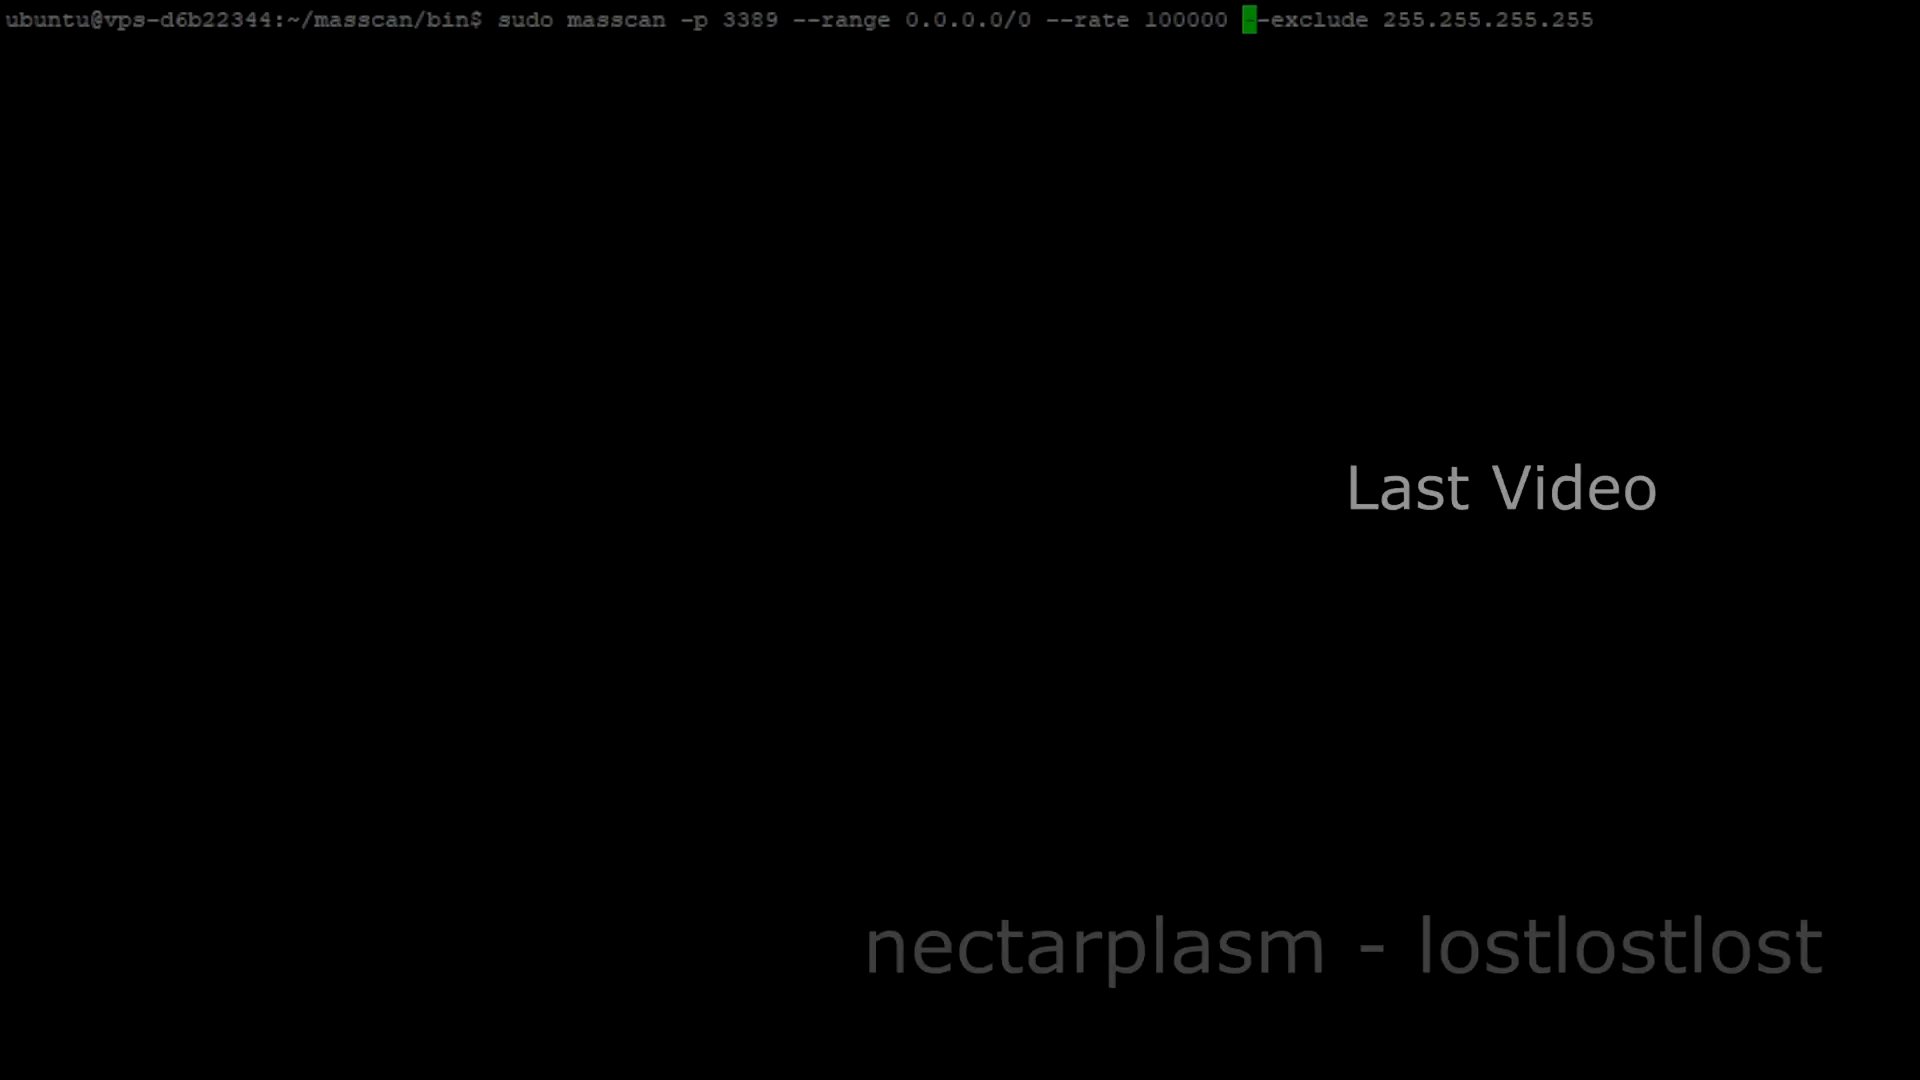 ubuntu@vps-d6b22344:~/masscan/bin$ sudo masscan -p 3389 --range 0.0.0.0/0 --rate 100000 --exclude 255.255.255.255
Last Video
nectarplasm - lostlostlost